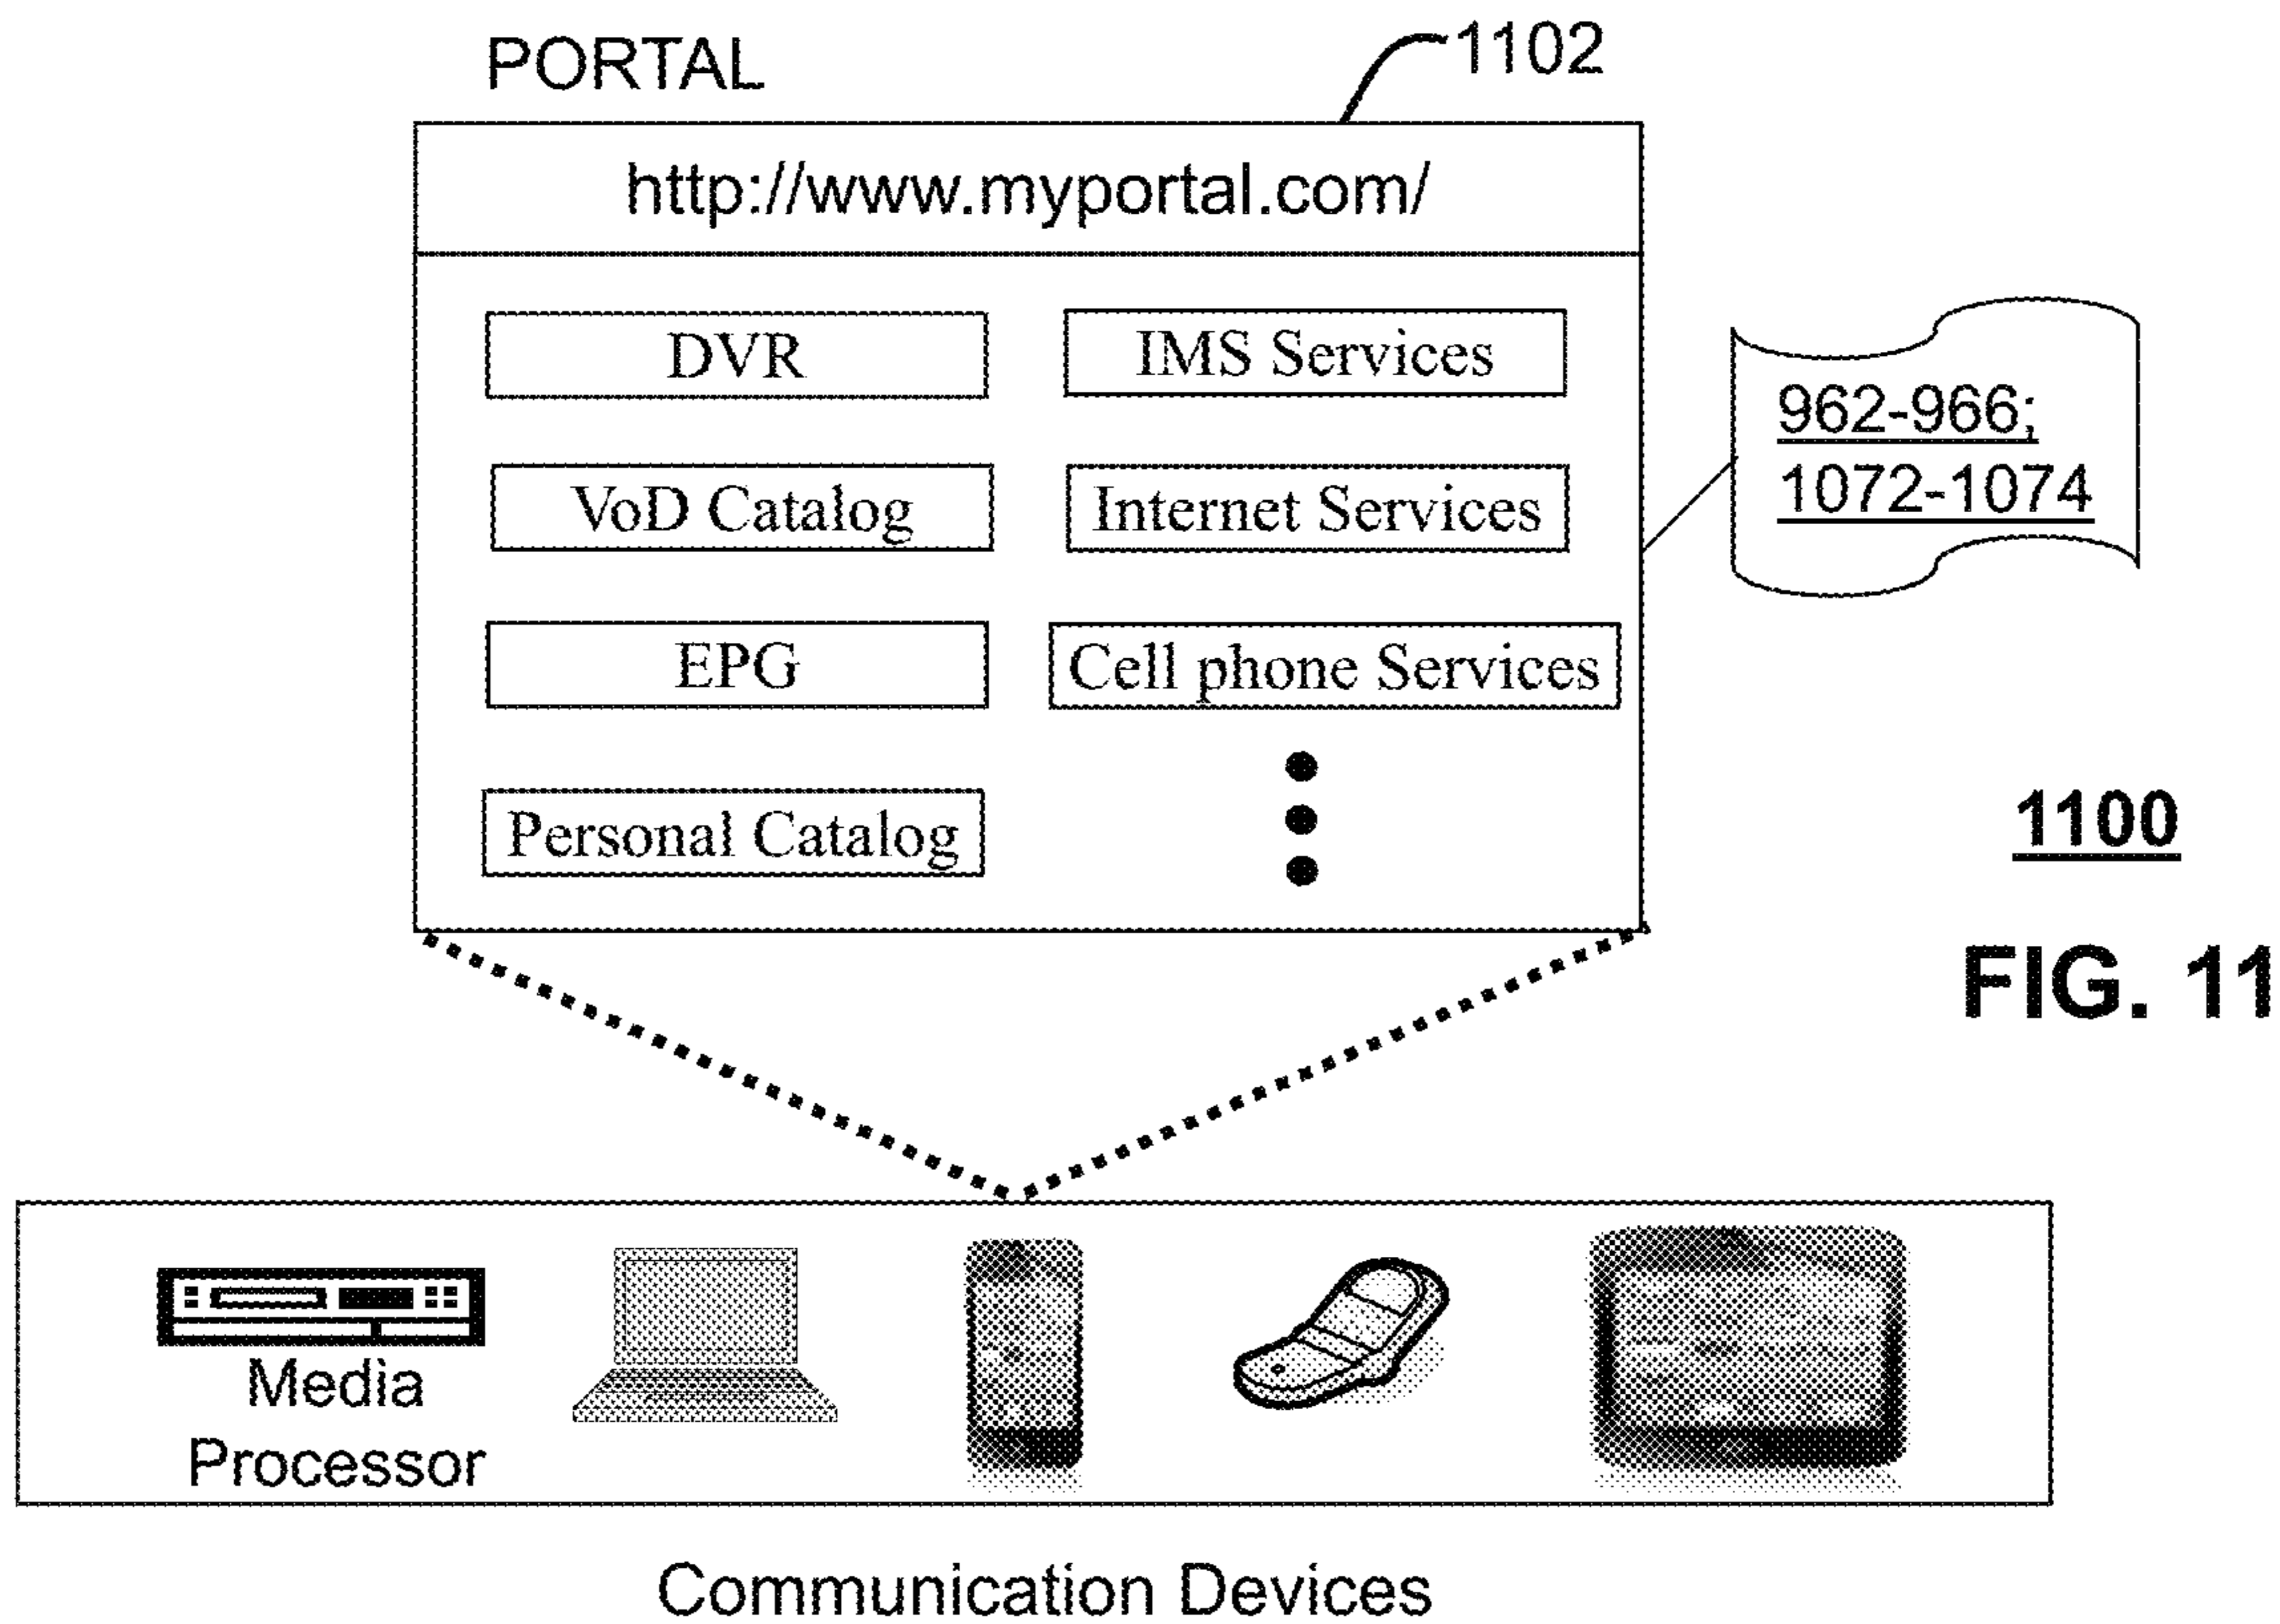 PORTAL
1102
http://www.myportal.com/
DVR
IMS Services
VoD Catalog
Internet Services
EPG
Cell phone Services
Personal Catalog
962-966;
1072-1074
1100
FIG. 11
Media
Processor
Communication Devices